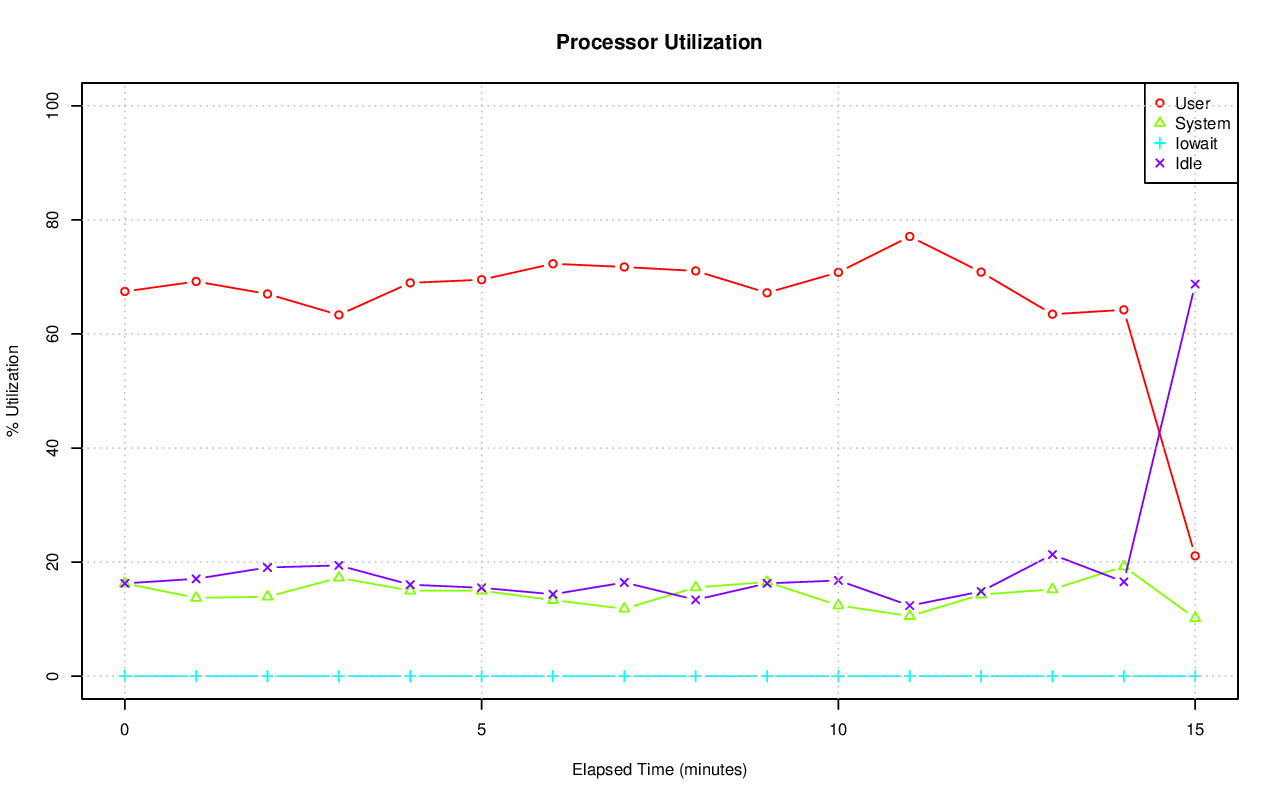 Processor Utilization
User
System
Iowait
Idle
% Utilization
100
80
60
40
20
0
0 5 10 15
Elapsed Time (minutes)